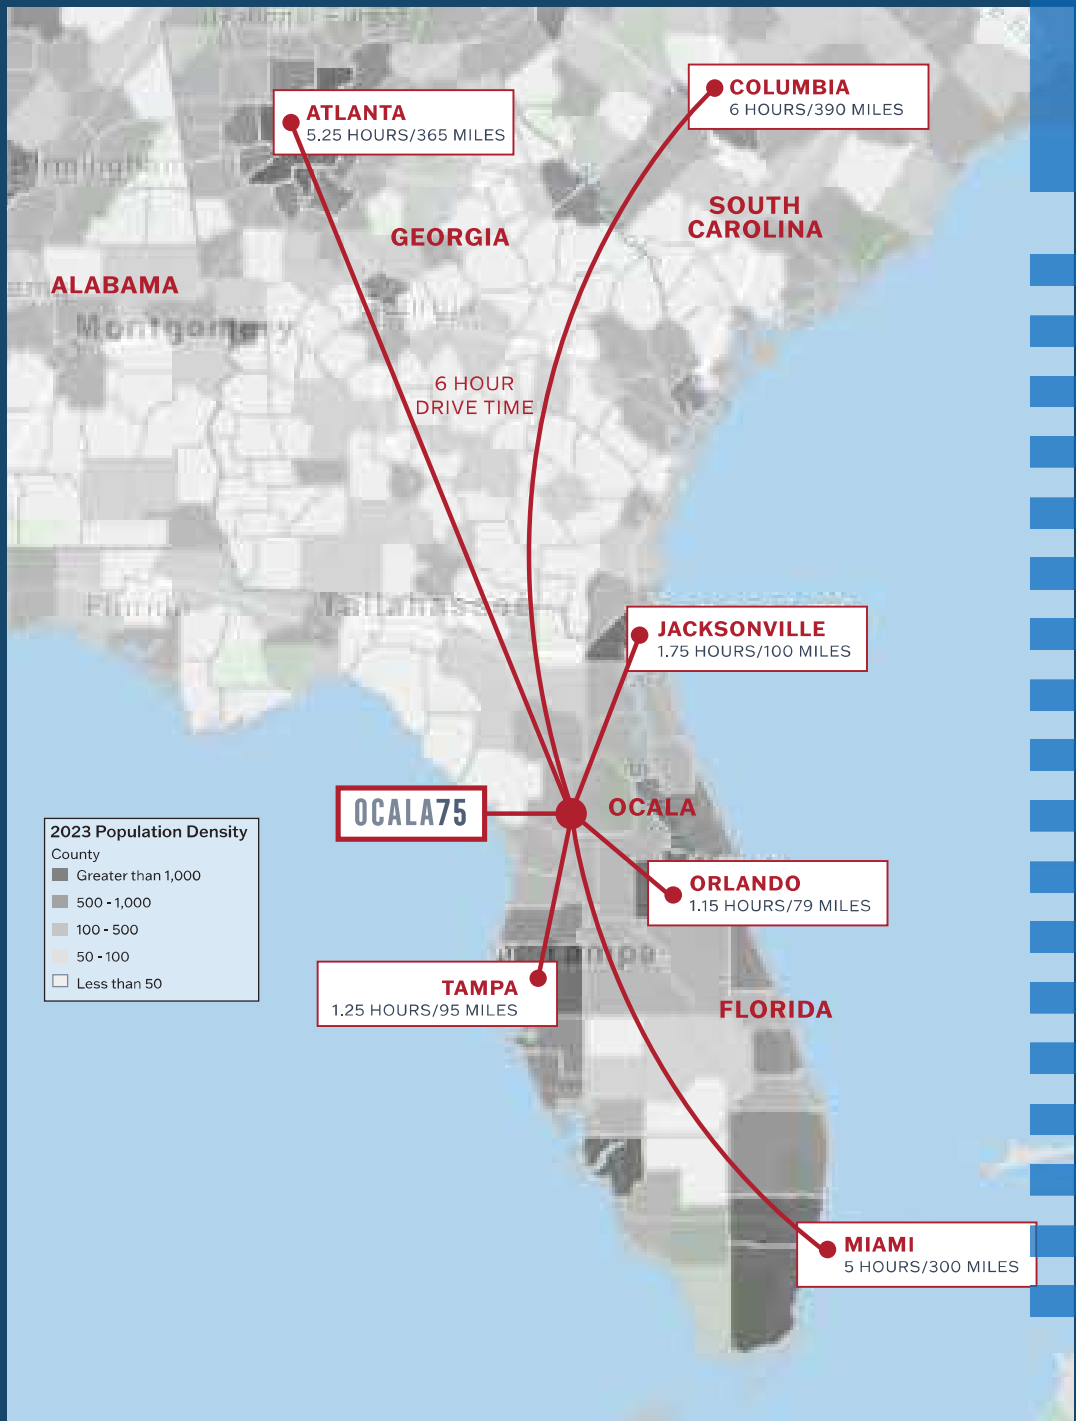 ATLANTA
5.25 HOURS/365 MILES
COLUMBIA
6 HOURS/390 MILES
SOUTH
CAROLINA
GEORGIA
ALABAMA
Montgomery
6 HOUR
DRIVE TIME
Florida
Tallahassee
JACKSONVILLE
1.75 HOURS/100 MILES
OCALA75
OCALA
2023 Population Density
County
Greater than 1,000
500 - 1,000
100 - 500
50 - 100
Less than 50
ORLANDO
1.15 HOURS/79 MILES
TAMPA
1.25 HOURS/95 MILES
FLORIDA
MIAMI
5 HOURS/300 MILES